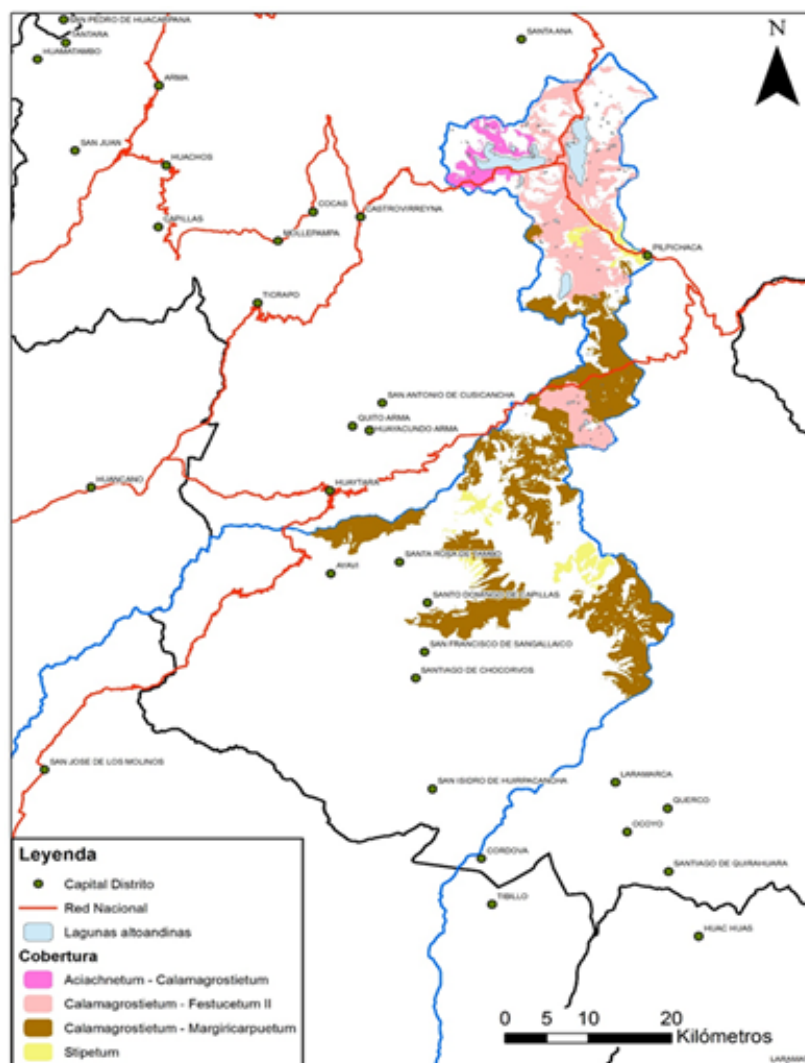 SAN PEDRO DE HUACARPANA
TANTARA
HUAMATAMBO
SANTA ANA
N
ARMA
SAN JUAN
HUACHOS
COCAS
CASTROVIRREYNA
CAPILLAS
MOLLEPAMPA
PILPICHACA
TICRAPO
SAN ANTONIO DE CUSICANCHA
QUITO ARMA
HUAYACUNDO ARMA
HUANCANO
HUAYTARA
SANTA ROSA DE TAMBO
AYAVI
SANTO DOMINGO DE CAPILLAS
SAN FRANCISCO DE SANGALLAICO
SANTIAGO DE CHOCORVOS
SAN JOSE DE LOS MOLINOS
SAN ISIDRO DE HUIRPACANCHA
LARAMARCA
QUERCO
OCOYO
CORDOVA
SANTIAGO DE QUIRAHUARA
TIBILLO
HUAC HUAS
Leyenda
Capital Distrito
Red Nacional
Lagunas altoandinas
Cobertura
Aciachnetum - Calamagrostietum
Calamagrostietum - Festucetum II
Calamagrostietum - Margiricarpuetum
Stipetum
0 5 10 20
Kilómetros